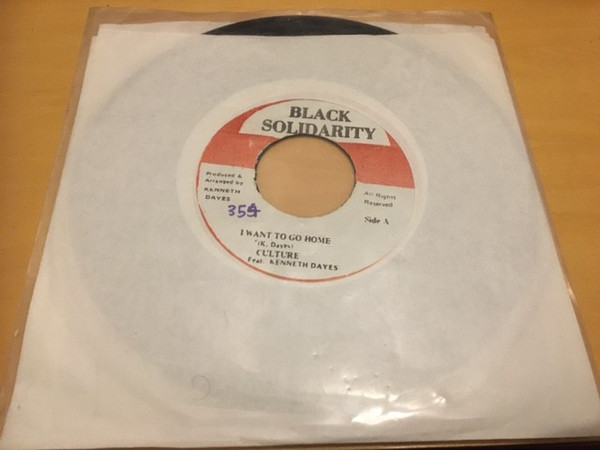 BLACK
SOLIDARITY
Produced &
Arranged by
KENNETH
DAYES
All Rights
Reserved
Side A
354
I WANT TO GO HOME
(K. Dayes)
CULTURE
Feat. KENNETH DAYES